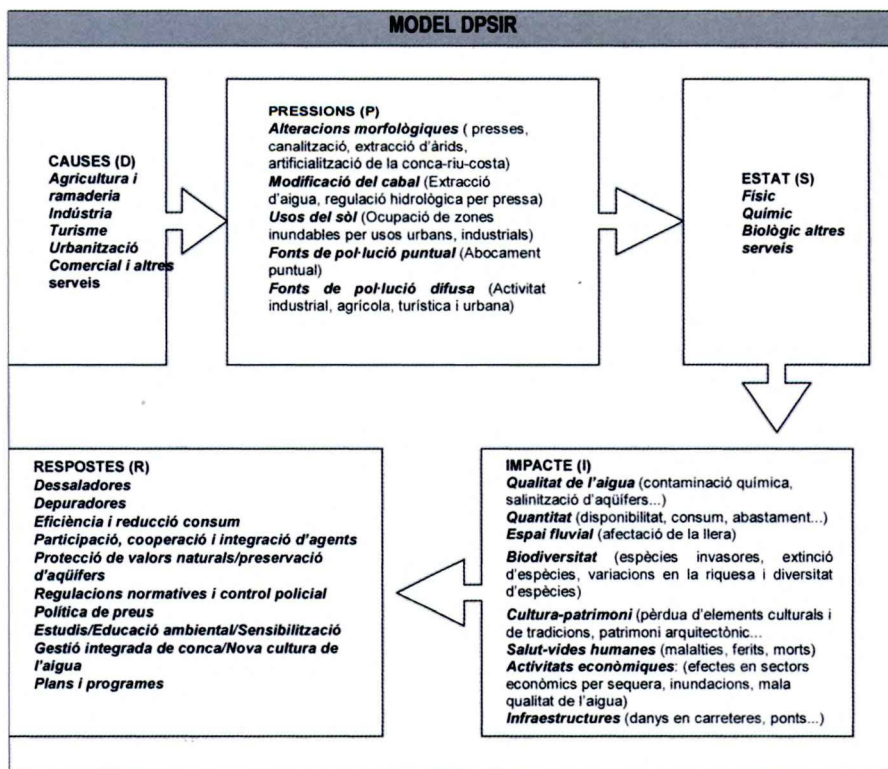 MODEL DPSIR
CAUSES (D)
Agricultura i
ramaderia
Indústria
Turisme
Urbanització
Comercial i altres
serveis
PRESSIONS (P)
Alteracions morfològiques ( presses,
canalització, extracció d'àrids,
artificialització de la conca-riu-costa)
Modificació del cabal (Extracció
d'aigua, regulació hidrològica per pressa)
Usos del sòl (Ocupació de zones
inundables per usos urbans, industrials)
Fonts de pol·lució puntual (Abocament
puntual)
Fonts de pol·lució difusa (Activitat
industrial, agrícola, turística i urbana)
ESTAT (S)
Físic
Químic
Biològic altres
serveis
RESPOSTES (R)
Dessaladores
Depuradores
Eficiència i reducció consum
Participació, cooperació i integració d'agents
Protecció de valors naturals/preservació
d'aqüífers
Regulacions normatives i control policial
Política de preus
Estudis/Educació ambiental/Sensibilització
Gestió integrada de conca/Nova cultura de
l'aigua
Plans i programes
IMPACTE (I)
Qualitat de l'aigua (contaminació química,
salinització d'aqüífers...)
Quantitat (disponibilitat, consum, abastament...)
Espai fluvial (afectació de la llera)
Biodiversitat (espècies invasores, extinció
d'espècies, variacions en la riquesa i diversitat
d'espècies)
Cultura-patrimoni (pèrdua d'elements culturals i
de tradicions, patrimoni arquitectònic...
Salut-vides humanes (malalties, ferits, morts)
Activitats econòmiques: (efectes en sectors
econòmics per sequera, inundacions, mala
qualitat de l'aigua)
Infraestructures (danys en carreteres, ponts...)